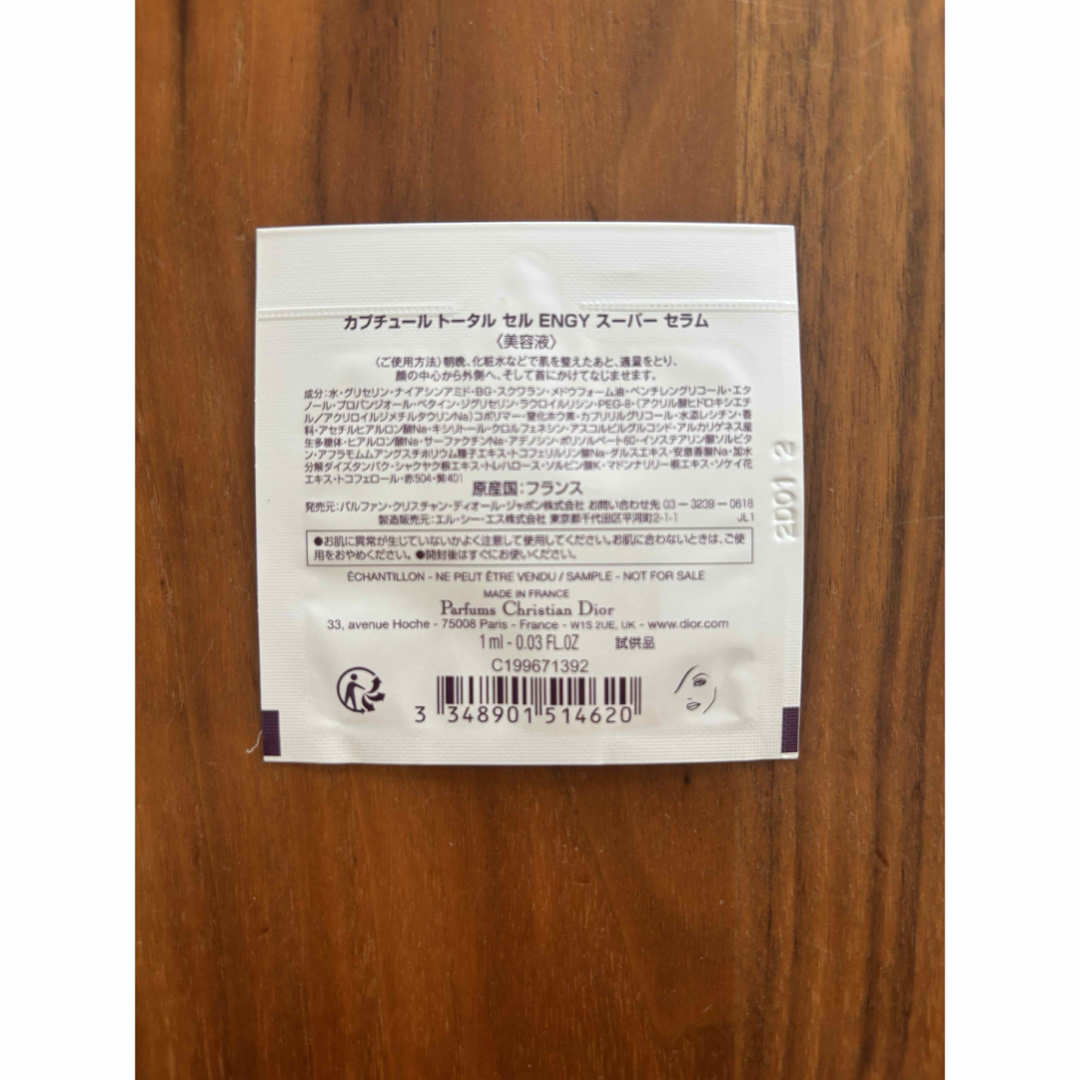 カプチュール トータル セル ENGY スーパー セラム
〈美容液〉
〈ご使用方法〉朝晩、化粧水などで肌を整えたあと、適量をとり、
顔の中心から外側へ、そして首にかけてなじませます。
成分:水・グリセリン・ナイアシンアミド・BG・スクワラン・メドウフォーム油・ペンチレングリコール・エタ
ノール・プロパンジオール・ベタイン・ジグリセリン・ラウロイルリシン・PEG-8・(アクリル酸ヒドロキシエチ
ル/アクリロイルジメチルタウリンNa)コポリマー・窒化ホウ素・カプリリルグリコール・水添レシチン・香
料・アセチルヒアルロン酸Na・キシリトール・クロルフェネシン・アスコルビルグルコシド・アルカリゲネス産
生多糖体・ヒアルロン酸Na・サーファクチンNa・アデノシン・ポリソルベート60・イソステアリン酸ソルビタ
ン・アフラモムムアングスチホリウム種子エキス・トコフェリルリン酸Na・ダルスエキス・安息香酸Na・加水
分解ダイズタンパク・シャクヤク根エキス・トレハロース・ソルビン酸K・マドンナリリー根エキス・ソケイ花
エキス・トコフェロール・赤504・紫401
原産国:フランス
発売元:パルファン・クリスチャン・ディオール・ジャポン株式会社 お問い合わせ先 03-3239-0618
製造販売元:エル・シー・エス株式会社 東京都千代田区平河町2-1-1 JL1
●お肌に異常が生じていないかよく注意して使用してください。お肌に合わないときは、ご使
用をおやめください。●開封後はすぐにお使いください。
ÉCHANTILLON - NE PEUT ÊTRE VENDU / SAMPLE - NOT FOR SALE
MADE IN FRANCE
Parfums Christian Dior
33, avenue Hoche - 75008 Paris - France - W1S 2UE, UK - www.dior.com
1 ml - 0.03 FL.OZ 試供品
C199671392
3 348901 514620
2D01 2